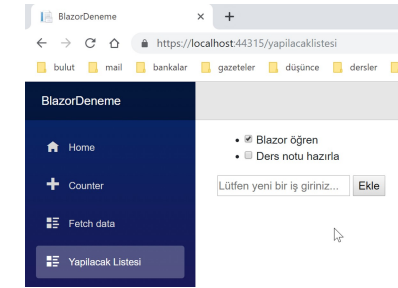 BlazorDeneme
https://localhost:44315/yapilacaklistesi
bulut mail bankalar gazeteler düşünce dersler
BlazorDeneme
Home
Counter
Fetch data
Yapılacak Listesi
Blazor öğren
Ders notu hazırla
Lütfen yeni bir iş giriniz... Ekle